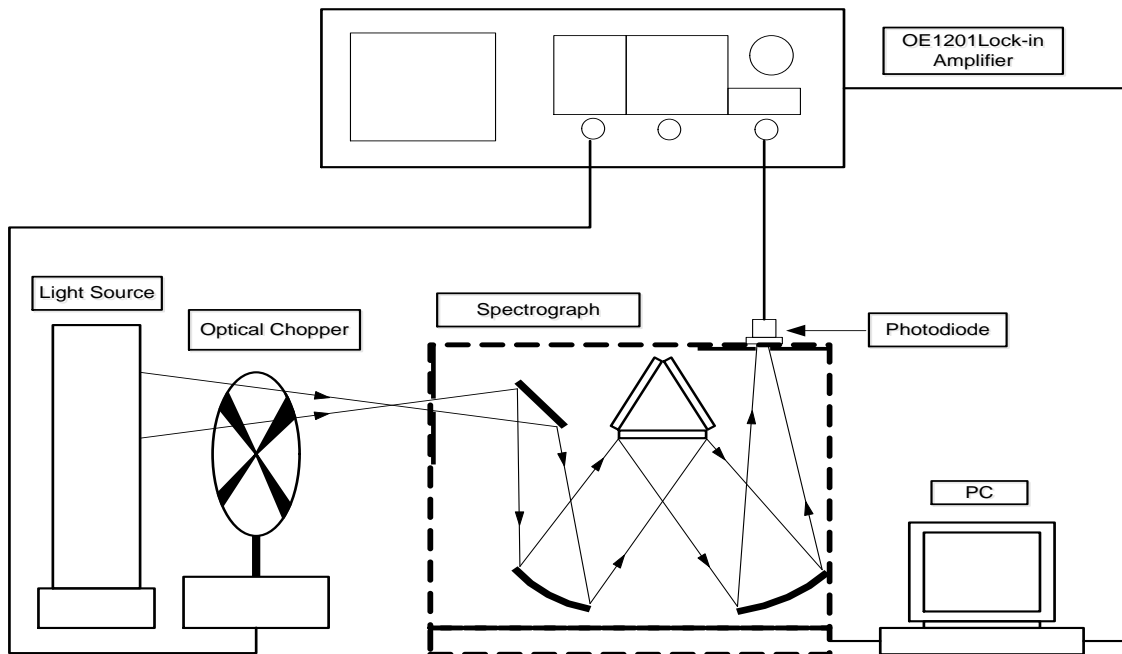 OE1201Lock-in
Amplifier
Light Source
Optical Chopper
Spectrograph
Photodiode
PC